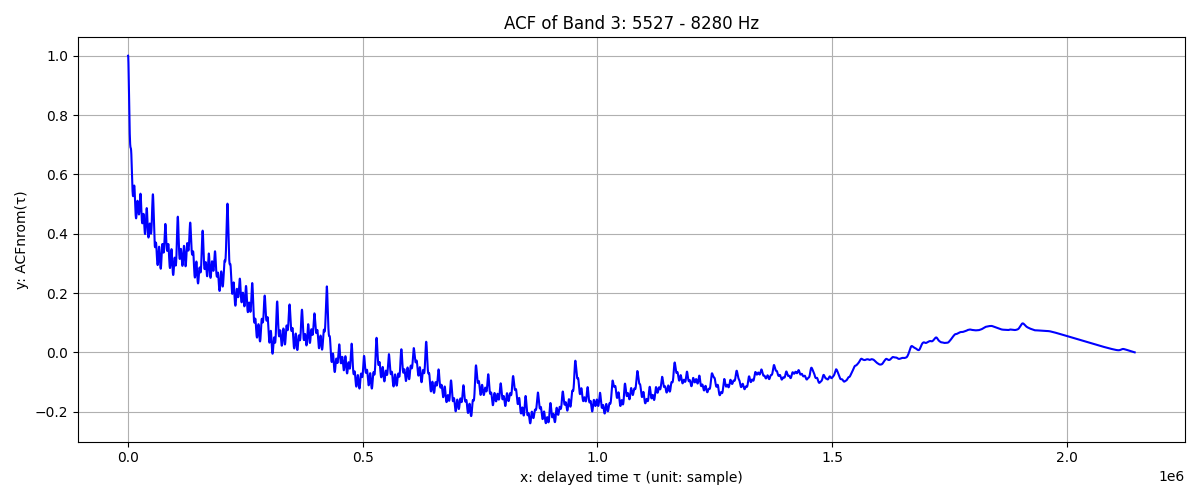 ACF of Band 3: 5527 - 8280 Hz
y: ACFnrom(τ)
1.0
0.8
0.6
0.4
0.2
0.0
−0.2
0.0 0.5 1.0 1.5 2.0
1e6
x: delayed time τ (unit: sample)